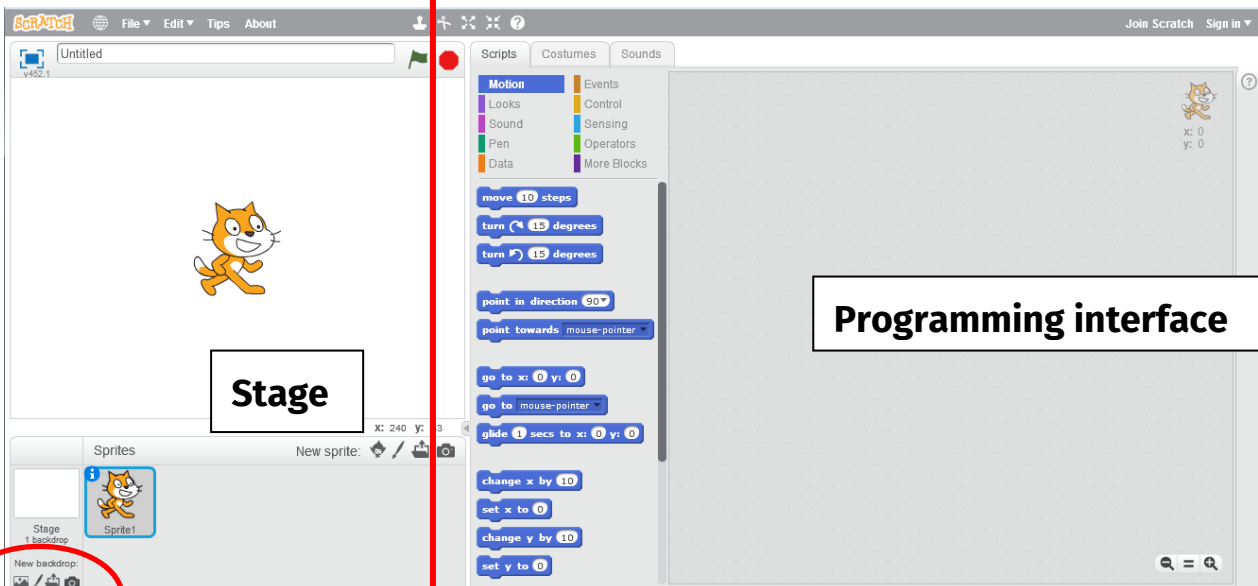 SCRATCH File Edit Tips About Join Scratch Sign in
Untitled
v452.1
Scripts Costumes Sounds
Motion Events
Looks Control
Sound Sensing
Pen Operators
Data More Blocks
x: 0
y: 0
move 10 steps
turn 15 degrees
turn 15 degrees
point in direction 90
point towards mouse-pointer
Programming interface
Stage
go to x: 0 y: 0
go to mouse-pointer
glide 1 secs to x: 0 y: 0
x: 240 y: 3
Sprites New sprite:
Stage
1 backdrop
Sprite1
New backdrop:
change x by 10
set x to 0
change y by 10
set y to 0